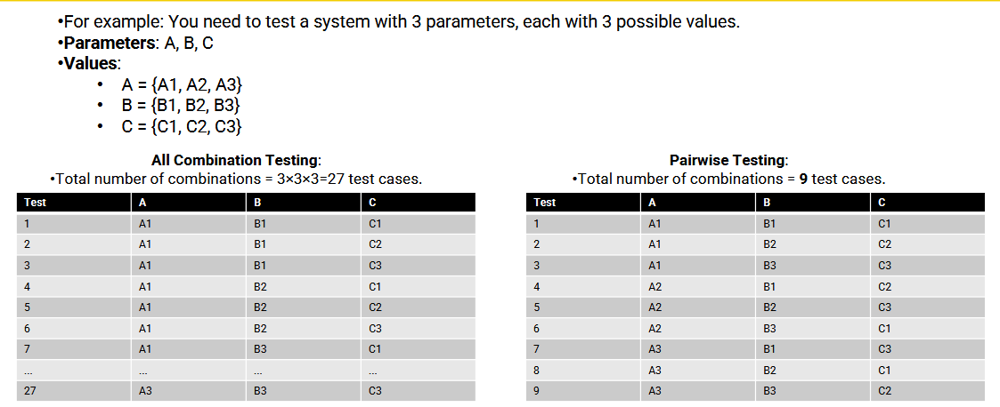 •For example: You need to test a system with 3 parameters, each with 3 possible values.
•Parameters: A, B, C
•Values:
• A = {A1, A2, A3}
• B = {B1, B2, B3}
• C = {C1, C2, C3}
All Combination Testing:
•Total number of combinations = 3×3×3=27 test cases.
Test A B C
1 A1 B1 C1
2 A1 B1 C2
3 A1 B1 C3
4 A1 B2 C1
5 A1 B2 C2
6 A1 B2 C3
7 A1 B3 C1
... ... ... ...
27 A3 B3 C3
Pairwise Testing:
•Total number of combinations = 9 test cases.
Test A B C
1 A1 B1 C1
2 A1 B2 C2
3 A1 B3 C3
4 A2 B1 C2
5 A2 B2 C3
6 A2 B3 C1
7 A3 B1 C3
8 A3 B2 C1
9 A3 B3 C2